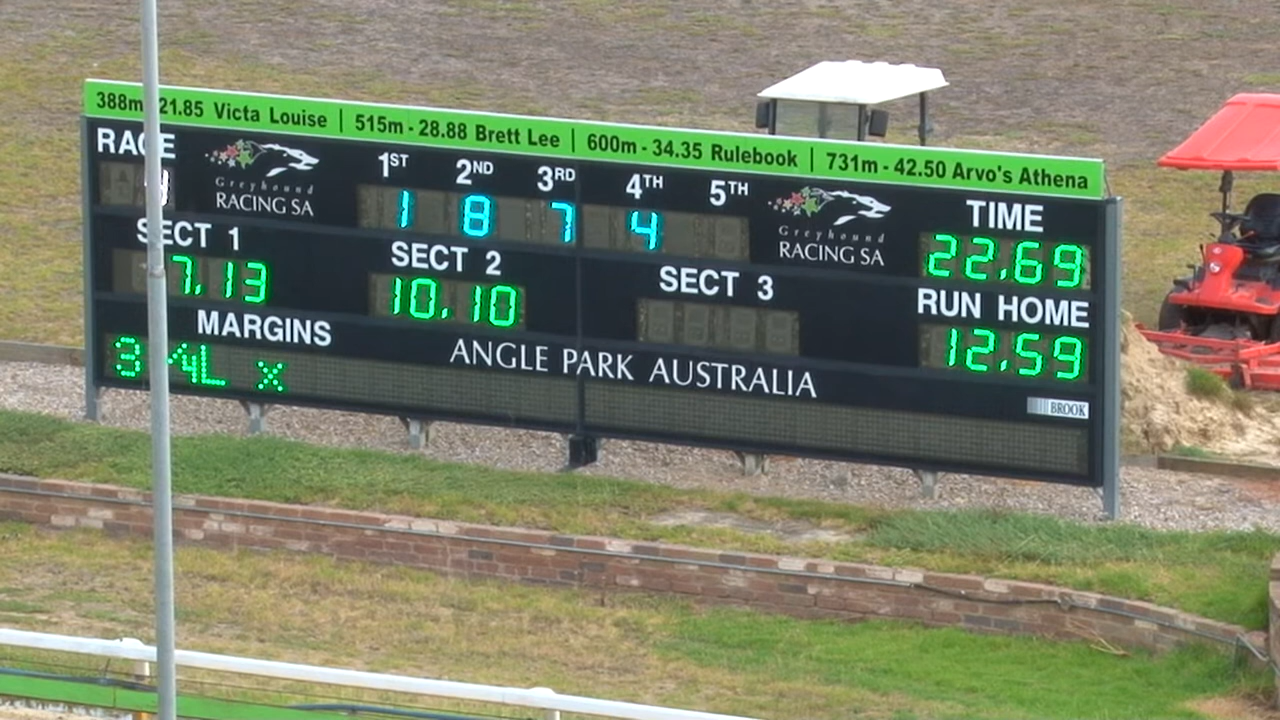 388m 21.85 Victa Louise | 515m - 28.88 Brett Lee | 600m - 34.35 Rulebook | 731m - 42.50 Arvo's Athena
RACE
Greyhound
RACING SA
1ST 2ND 3RD 4TH 5TH
1 8 7 4
Greyhound
RACING SA
TIME
22.69
SECT 1
7.13
SECT 2
10.10
SECT 3
RUN HOME
12.59
MARGINS
3 4L x
ANGLE PARK AUSTRALIA
BROOK